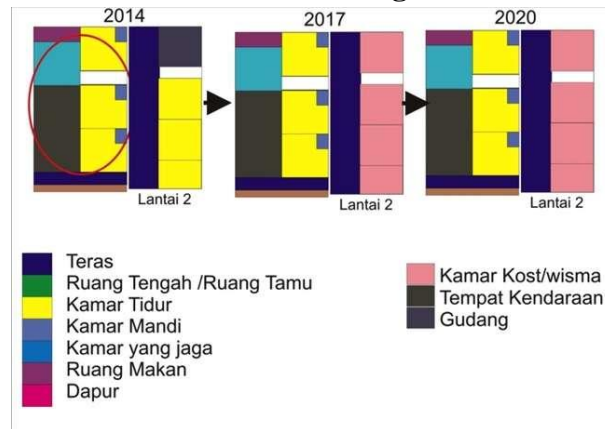 2014
2017
2020
Lantai 2
Lantai 2
Lantai 2
Teras
Ruang Tengah /Ruang Tamu
Kamar Tidur
Kamar Mandi
Kamar yang jaga
Ruang Makan
Dapur
Kamar Kost/wisma
Tempat Kendaraan
Gudang